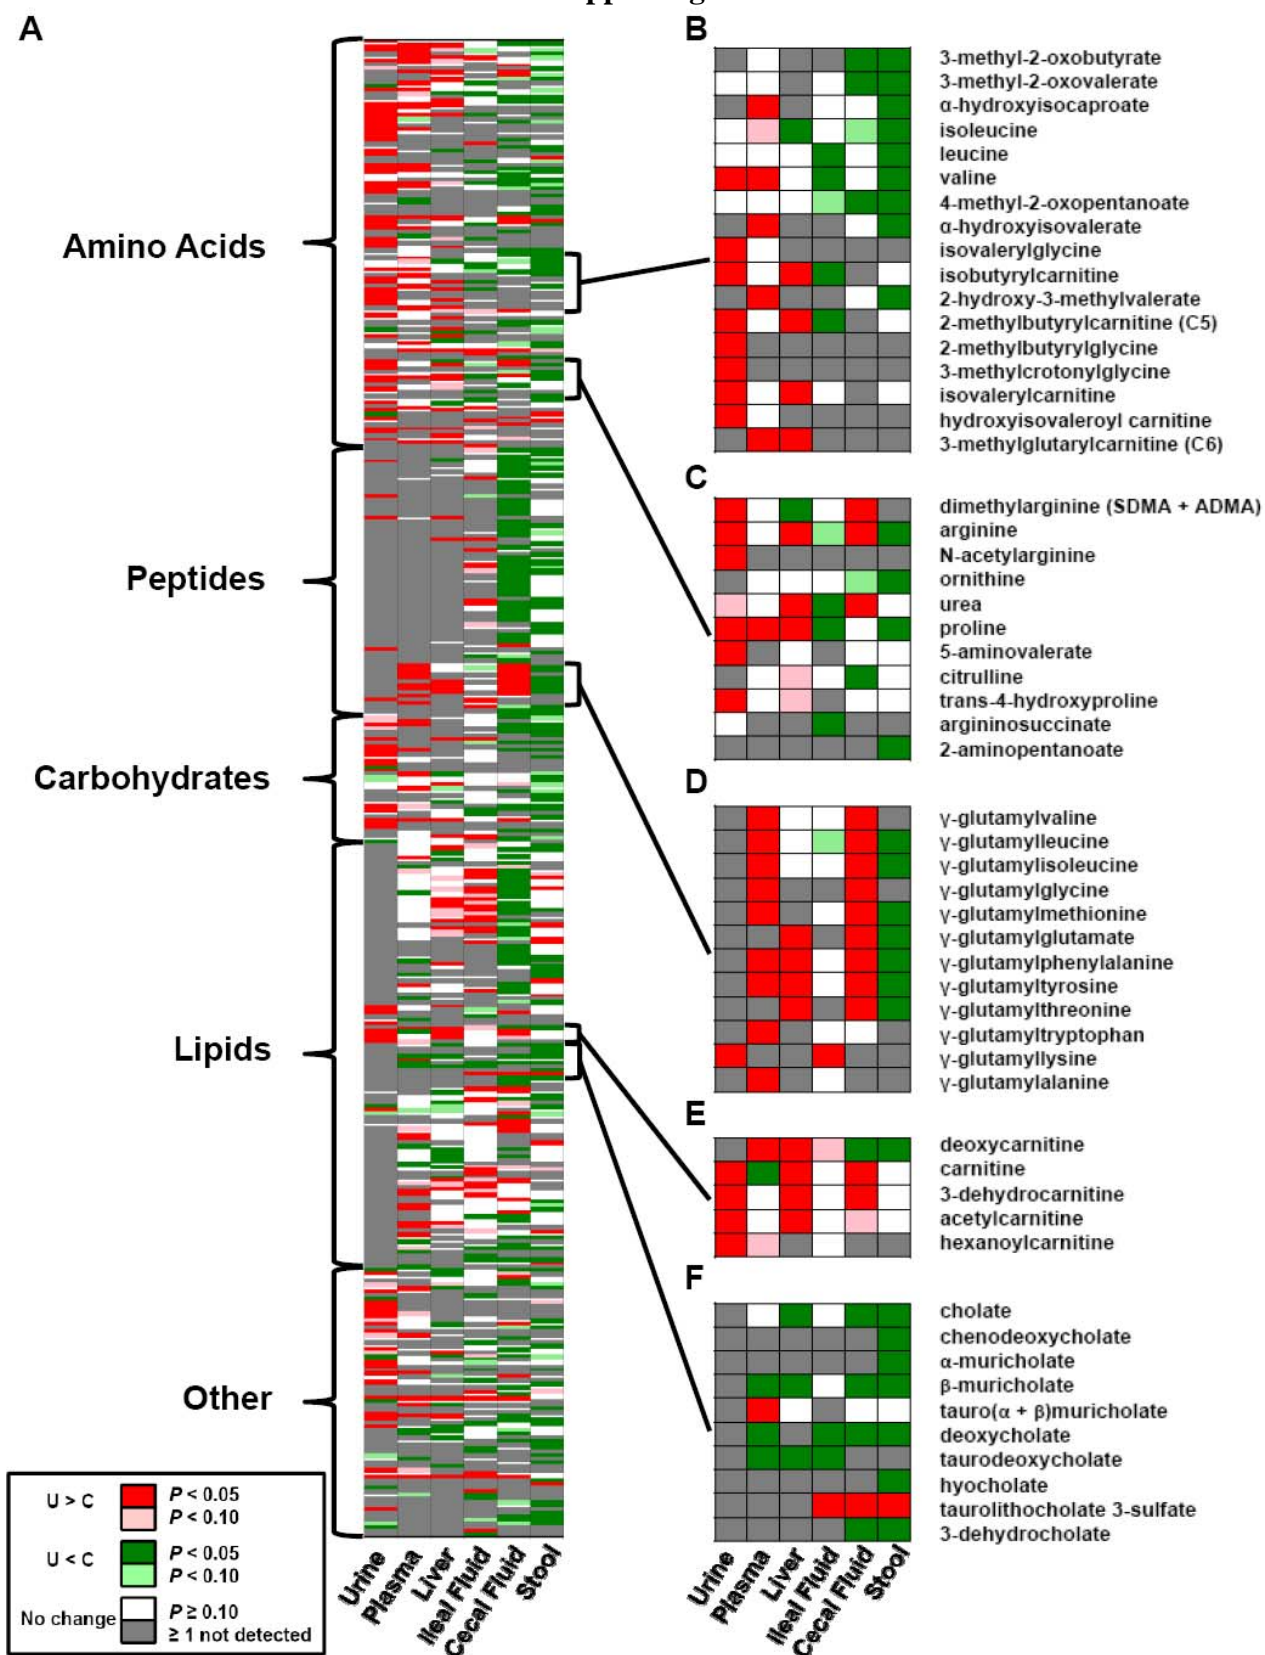 A
Amino Acids
Peptides
Carbohydrates
Lipids
Other
U > C
P < 0.05
P < 0.10
U < C
P < 0.05
P < 0.10
No change
P ≥ 0.10
≥ 1 not detected
Urine
Plasma
Liver
Ileal Fluid
Cecal Fluid
Stool
B
3-methyl-2-oxobutyrate
3-methyl-2-oxovalerate
α-hydroxyisocaproate
isoleucine
leucine
valine
4-methyl-2-oxopentanoate
α-hydroxyisovalerate
isovalerylglycine
isobutyrylcarnitine
2-hydroxy-3-methylvalerate
2-methylbutyrylcarnitine (C5)
2-methylbutyrylglycine
3-methylcrotonylglycine
isovalerylcarnitine
hydroxyisovaleroyl carnitine
3-methylglutarylcarnitine (C6)
C
dimethylarginine (SDMA + ADMA)
arginine
N-acetylarginine
ornithine
urea
proline
5-aminovalerate
citrulline
trans-4-hydroxyproline
argininosuccinate
2-aminopentanoate
D
γ-glutamylvaline
γ-glutamylleucine
γ-glutamylisoleucine
γ-glutamylglycine
γ-glutamylmethionine
γ-glutamylglutamate
γ-glutamylphenylalanine
γ-glutamyltyrosine
γ-glutamylthreonine
γ-glutamyltryptophan
γ-glutamyllysine
γ-glutamylalanine
E
deoxycarnitine
carnitine
3-dehydrocarnitine
acetylcarnitine
hexanoylcarnitine
F
cholate
chenodeoxycholate
α-muricholate
β-muricholate
tauro(α + β)muricholate
deoxycholate
taurodeoxycholate
hyocholate
taurolithocholate 3-sulfate
3-dehydrocholate
Urine
Plasma
Liver
Ileal Fluid
Cecal Fluid
Stool